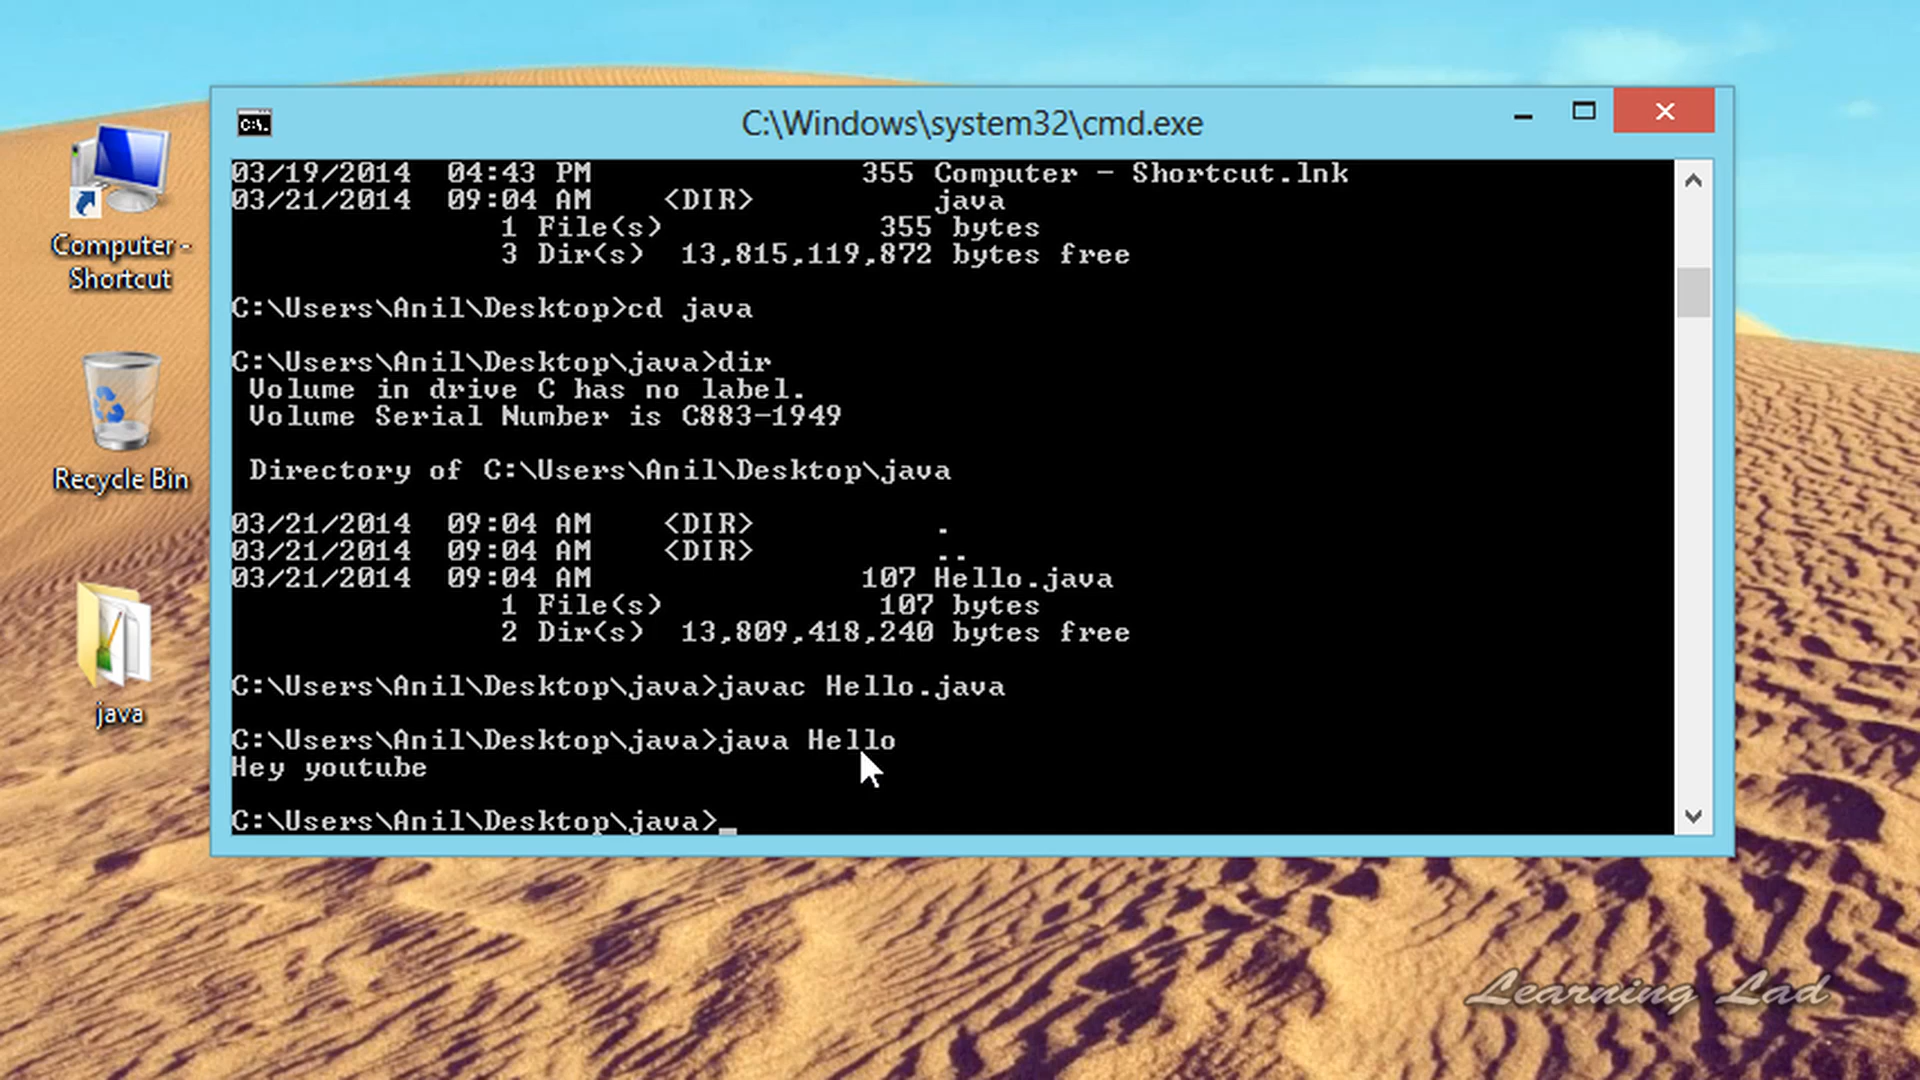 C:\Windows\system32\cmd.exe
03/19/2014  04:43 PM               355 Computer - Shortcut.lnk
03/21/2014  09:04 AM    <DIR>          java
               1 File(s)            355 bytes
               3 Dir(s)  13,815,119,872 bytes free
C:\Users\Anil\Desktop>cd java
C:\Users\Anil\Desktop\java>dir
 Volume in drive C has no label.
 Volume Serial Number is C883-1949
 Directory of C:\Users\Anil\Desktop\java
03/21/2014  09:04 AM    <DIR>          .
03/21/2014  09:04 AM    <DIR>          ..
03/21/2014  09:04 AM               107 Hello.java
               1 File(s)            107 bytes
               2 Dir(s)  13,809,418,240 bytes free
C:\Users\Anil\Desktop\java>javac Hello.java
C:\Users\Anil\Desktop\java>java Hello
Hey youtube
C:\Users\Anil\Desktop\java>_
Computer -
Shortcut
Recycle Bin
java
Learning Lad